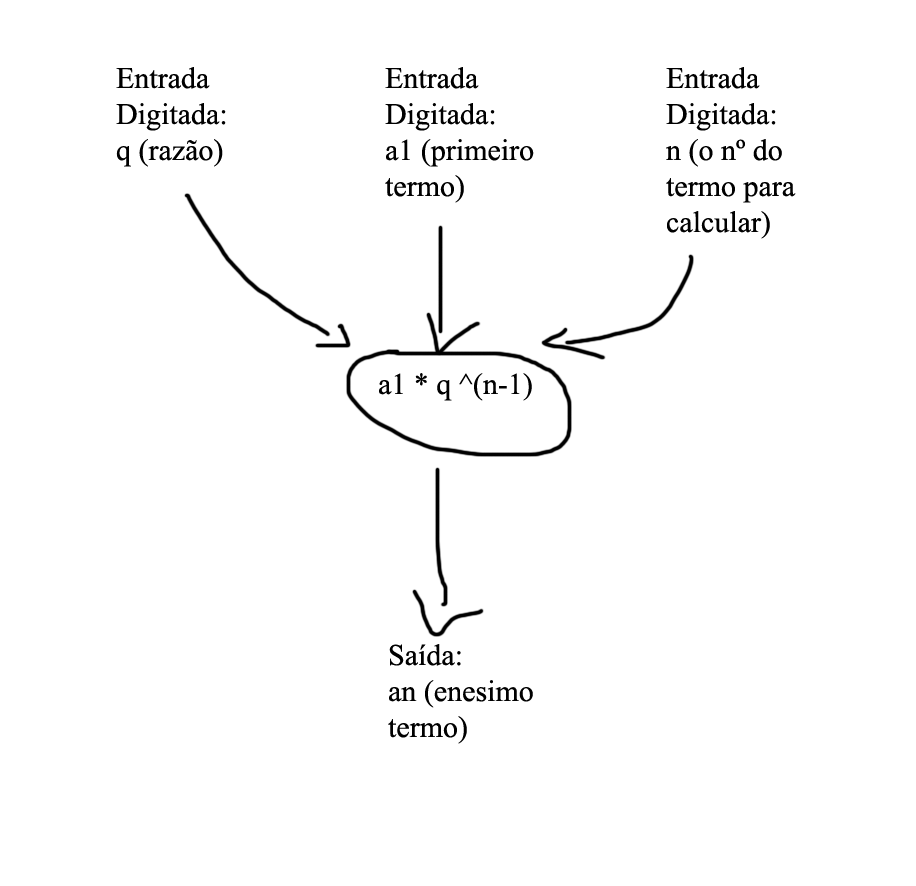 Entrada
Digitada:
q (razão)
Entrada
Digitada:
a1 (primeiro
termo)
Entrada
Digitada:
n (o nº do
termo para
calcular)
a1 * q ^(n-1)
Saída:
an (enesimo
termo)